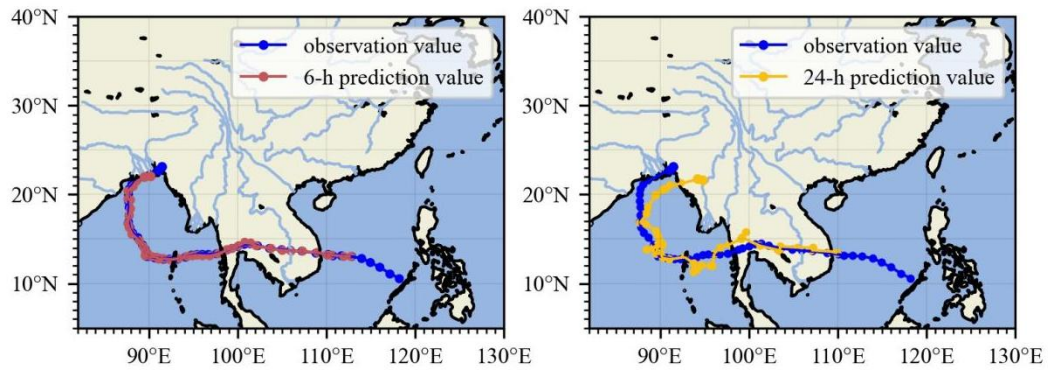 40°N
observation value
6-h prediction value
30°N
20°N
10°N
90°E 100°E 110°E 120°E 130°E
40°N
observation value
24-h prediction value
30°N
20°N
10°N
90°E 100°E 110°E 120°E 130°E